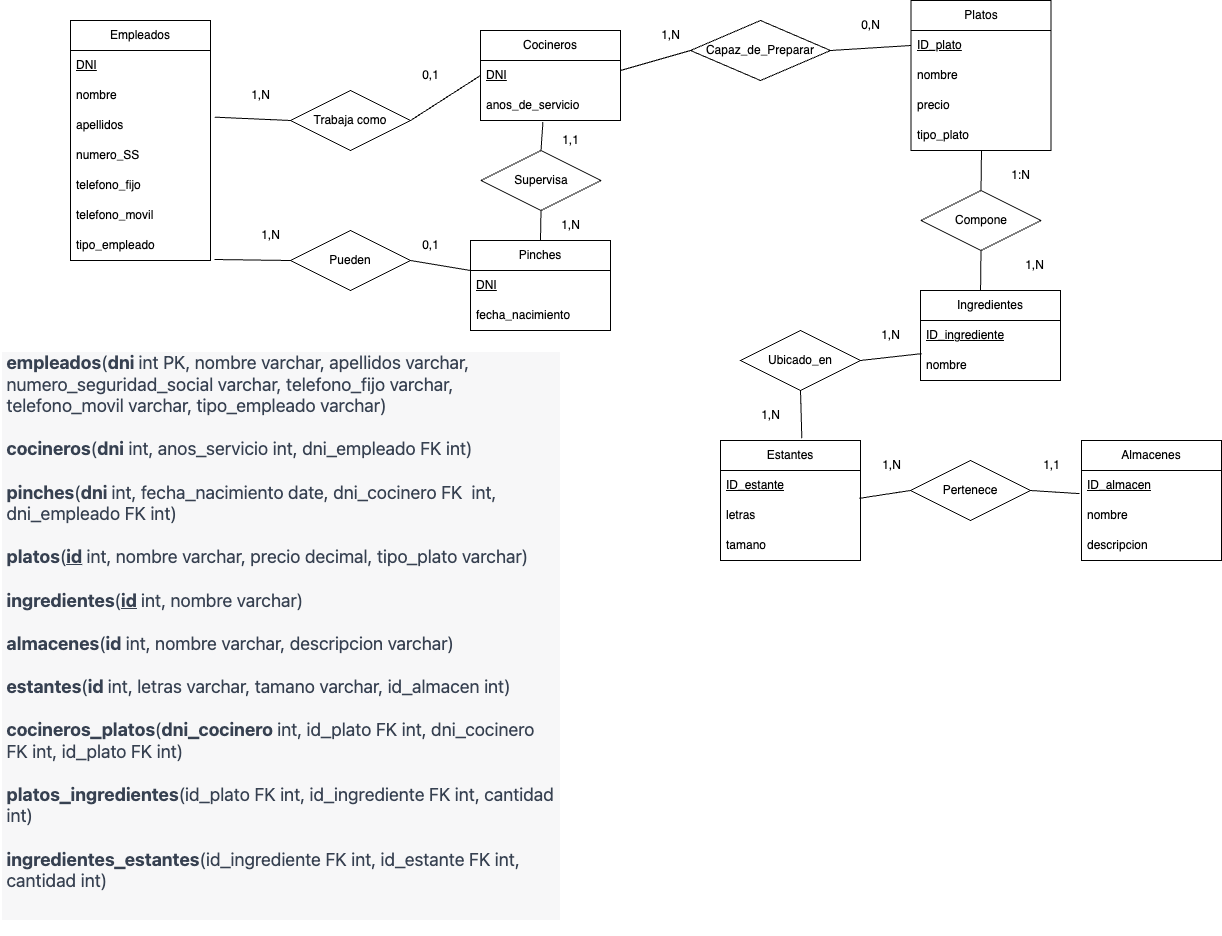 Empleados
DNI
nombre
apellidos
numero_SS
telefono_fijo
telefono_movil
tipo_empleado
1,N
Trabaja como
0,1
Cocineros
DNI
anos_de_servicio
1,N
Capaz_de_Preparar
0,N
Platos
ID_plato
nombre
precio
tipo_plato
1,1
Supervisa
1,N
1,N
Pueden
0,1
Pinches
DNI
fecha_nacimiento
1:N
Compone
1,N
Ingredientes
ID_ingrediente
nombre
1,N
Ubicado_en
1,N
Estantes
ID_estante
letras
tamano
1,N
Pertenece
1,1
Almacenes
ID_almacen
nombre
descripcion
empleados(dni int PK, nombre varchar, apellidos varchar,
numero_seguridad_social varchar, telefono_fijo varchar,
telefono_movil varchar, tipo_empleado varchar)
cocineros(dni int, anos_servicio int, dni_empleado FK int)
pinches(dni int, fecha_nacimiento date, dni_cocinero FK  int,
dni_empleado FK int)
platos(id int, nombre varchar, precio decimal, tipo_plato varchar)
ingredientes(id int, nombre varchar)
almacenes(id int, nombre varchar, descripcion varchar)
estantes(id int, letras varchar, tamano varchar, id_almacen int)
cocineros_platos(dni_cocinero int, id_plato FK int, dni_cocinero
FK int, id_plato FK int)
platos_ingredientes(id_plato FK int, id_ingrediente FK int, cantidad
int)
ingredientes_estantes(id_ingrediente FK int, id_estante FK int,
cantidad int)